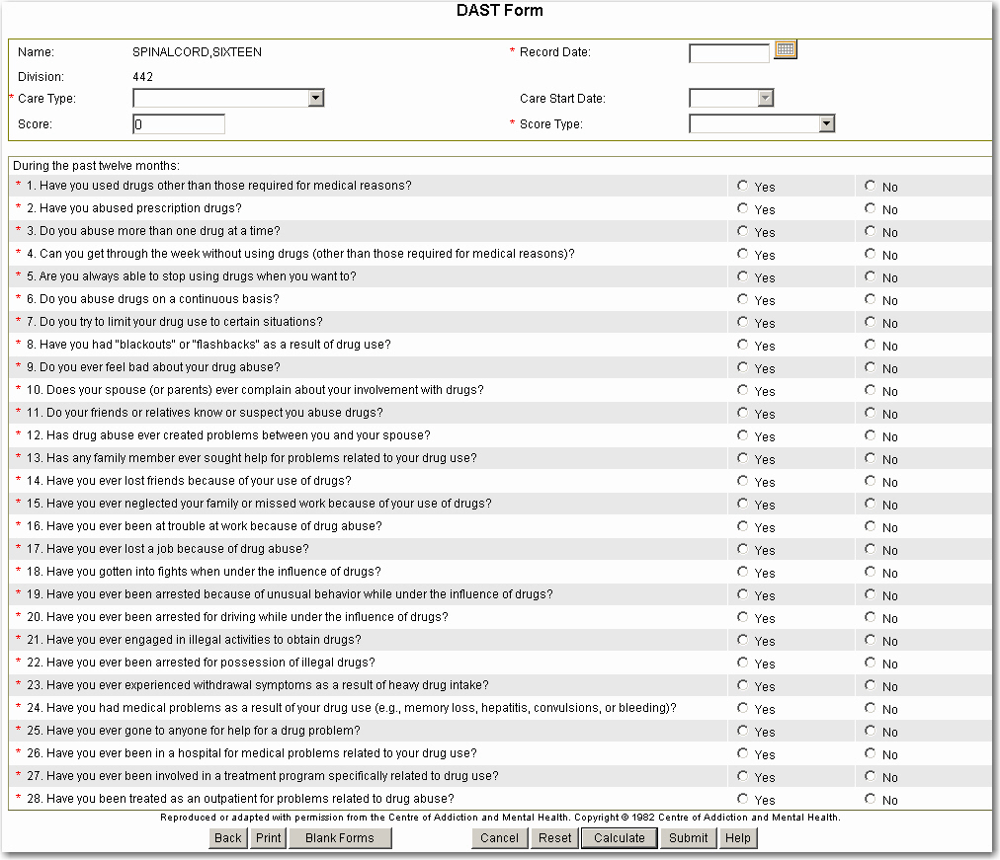 DAST Form
Name: SPINALCORD,SIXTEEN * Record Date:
Division: 442
* Care Type: Care Start Date:
Score: 0 * Score Type:
During the past twelve months:
* 1. Have you used drugs other than those required for medical reasons? Yes No
* 2. Have you abused prescription drugs? Yes No
* 3. Do you abuse more than one drug at a time? Yes No
* 4. Can you get through the week without using drugs (other than those required for medical reasons)? Yes No
* 5. Are you always able to stop using drugs when you want to? Yes No
* 6. Do you abuse drugs on a continuous basis? Yes No
* 7. Do you try to limit your drug use to certain situations? Yes No
* 8. Have you had "blackouts" or "flashbacks" as a result of drug use? Yes No
* 9. Do you ever feel bad about your drug abuse? Yes No
* 10. Does your spouse (or parents) ever complain about your involvement with drugs? Yes No
* 11. Do your friends or relatives know or suspect you abuse drugs? Yes No
* 12. Has drug abuse ever created problems between you and your spouse? Yes No
* 13. Has any family member ever sought help for problems related to your drug use? Yes No
* 14. Have you ever lost friends because of your use of drugs? Yes No
* 15. Have you ever neglected your family or missed work because of your use of drugs? Yes No
* 16. Have you ever been at trouble at work because of drug abuse? Yes No
* 17. Have you ever lost a job because of drug abuse? Yes No
* 18. Have you gotten into fights when under the influence of drugs? Yes No
* 19. Have you ever been arrested because of unusual behavior while under the influence of drugs? Yes No
* 20. Have you ever been arrested for driving while under the influence of drugs? Yes No
* 21. Have you ever engaged in illegal activities to obtain drugs? Yes No
* 22. Have you ever been arrested for possession of illegal drugs? Yes No
* 23. Have you ever experienced withdrawal symptoms as a result of heavy drug intake? Yes No
* 24. Have you had medical problems as a result of your drug use (e.g., memory loss, hepatitis, convulsions, or bleeding)? Yes No
* 25. Have you ever gone to anyone for help for a drug problem? Yes No
* 26. Have you ever been in a hospital for medical problems related to your drug use? Yes No
* 27. Have you ever been involved in a treatment program specifically related to drug use? Yes No
* 28. Have you been treated as an outpatient for problems related to drug abuse? Yes No
Reproduced or adapted with permission from the Centre of Addiction and Mental Health. Copyright © 1982 Centre of Addiction and Mental Health.
Back Print Blank Forms Cancel Reset Calculate Submit Help